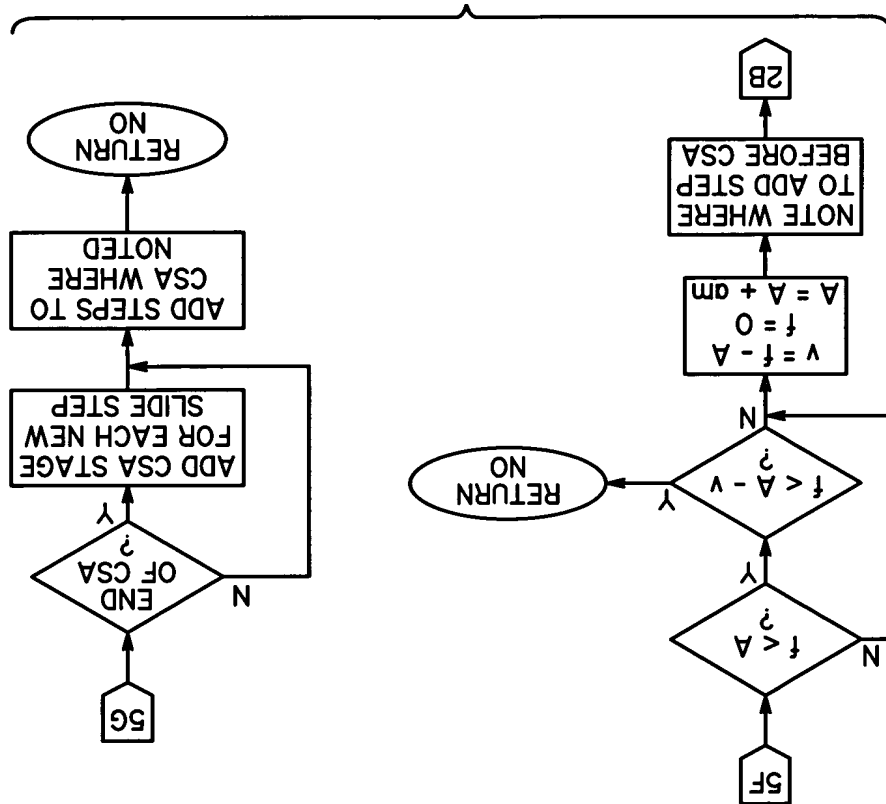 5F
f < A
?
N
Y
f < A - v
?
Y
RETURN
NO
N
v = f - A
f = 0
A = A + am
NOTE WHERE
TO ADD STEP
BEFORE CSA
2B
5G
END
OF CSA
?
N
Y
ADD CSA STAGE
FOR EACH NEW
SLIDE STEP
ADD STEPS TO
CSA WHERE
NOTED
RETURN
NO